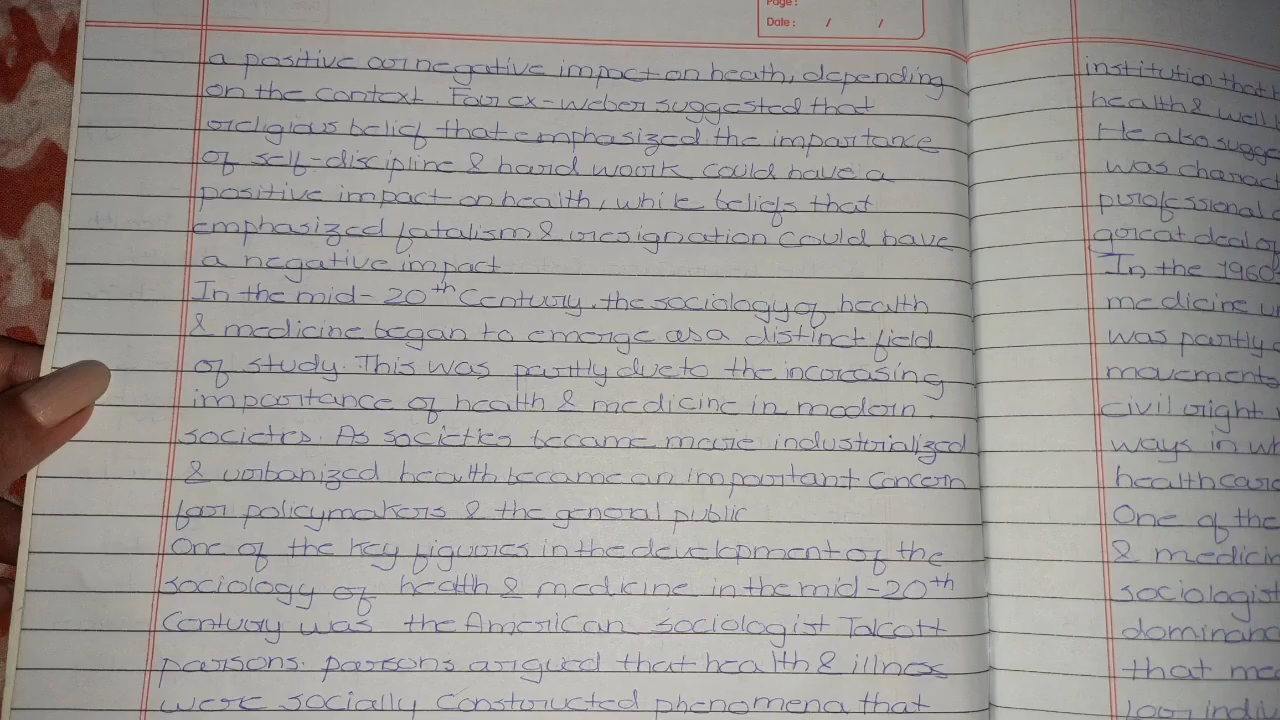 Page:
Date: / /
a positive or negative impact on heath, depending
on the context. For ex-Weber suggested that
religious belief that emphasized the importance
of self-discipline & hard work could have a
positive impact on health, while beliefs that
emphasized fatalism & resignation could have
a negative impact
In the mid-20th Century, the sociology of health
& medicine began to emerge as a distinct field
of study. This was partly due to the increasing
importance of health & medicine in modern
societes. As societies became more industrialized
& urbanized health became an important Concern
for policymakers & the general public
One of the key figures in the development of the
sociology of health & medicine in the mid-20th
Century was the American sociologist Talcott
parsons. parsons argued that health & illness
were socially constructed phenomena that
institution that
health & well
He also sugge
was charact
professional
great deal of
In the 1960
medicine
was partly
movements
civil right
ways in wh
healthcare
One of the
& medicin
sociologist
dominanc
that me
for indiv